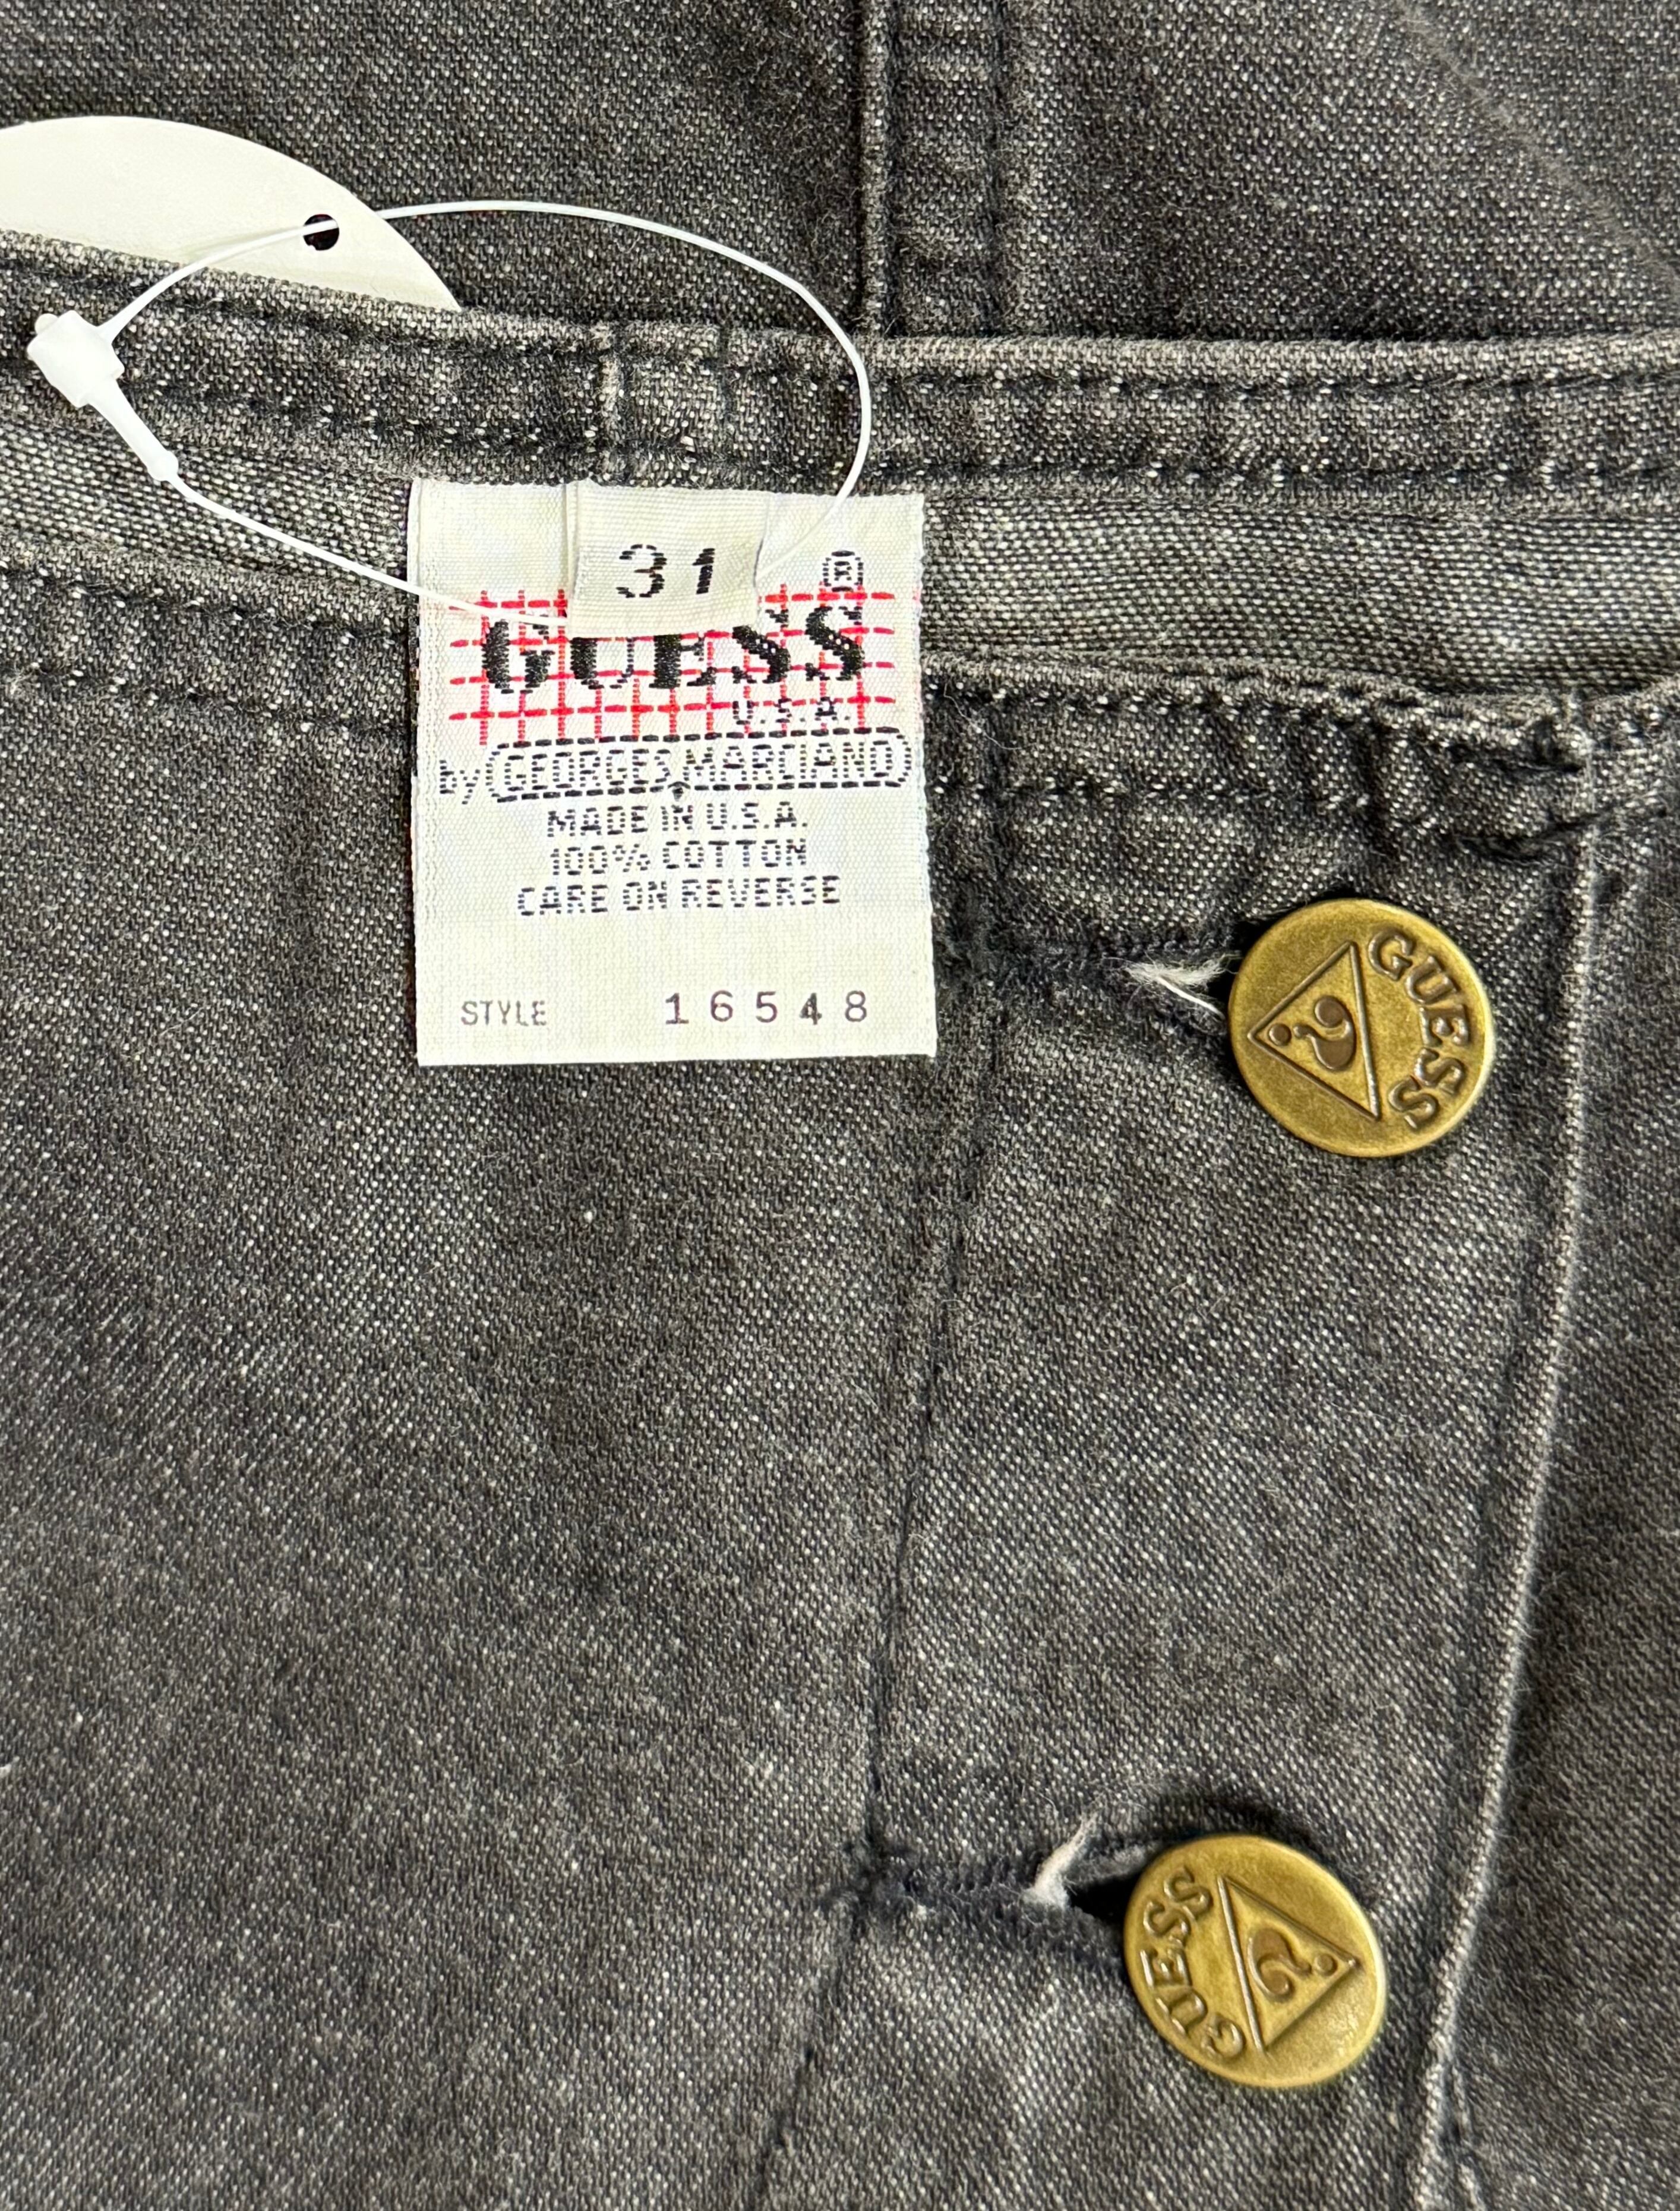 31
®
GUESS
U.S.A.
by GEORGES MARCIANO
MADE IN U.S.A.
100% COTTON
CARE ON REVERSE
STYLE 16548
GUESS
?
GUESS
?